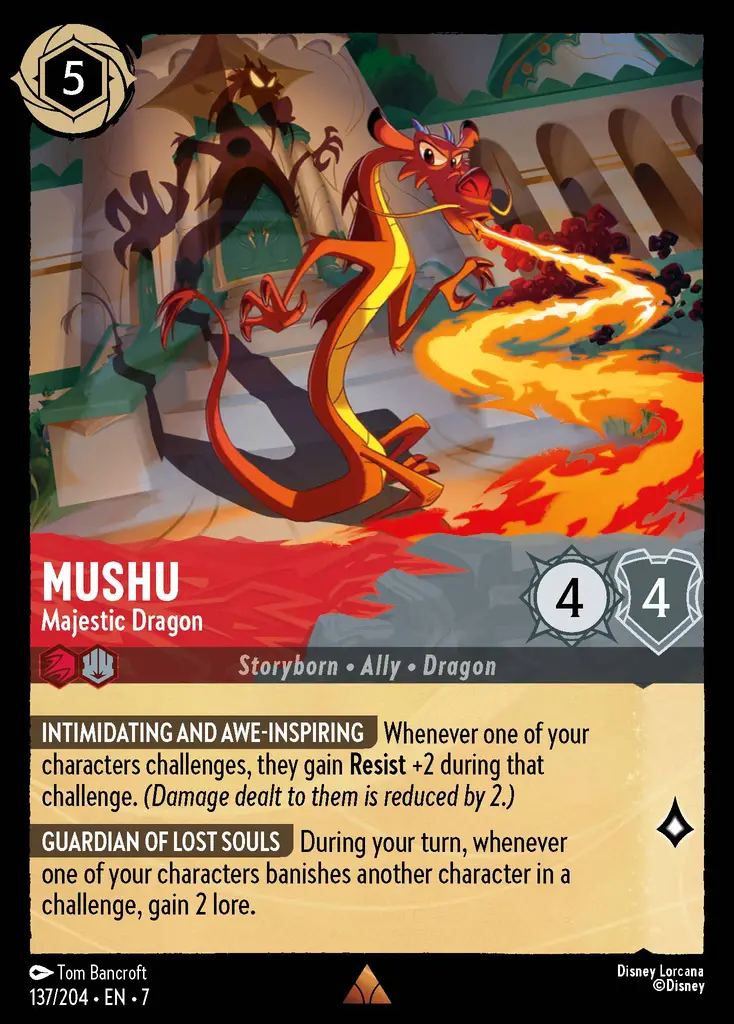 5
MUSHU
Majestic Dragon
4
4
Storyborn • Ally • Dragon
INTIMIDATING AND AWE-INSPIRING Whenever one of your
characters challenges, they gain Resist +2 during that
challenge. (Damage dealt to them is reduced by 2.)
GUARDIAN OF LOST SOULS During your turn, whenever
one of your characters banishes another character in a
challenge, gain 2 lore.
Tom Bancroft
137/204 • EN • 7
Disney Lorcana
©Disney